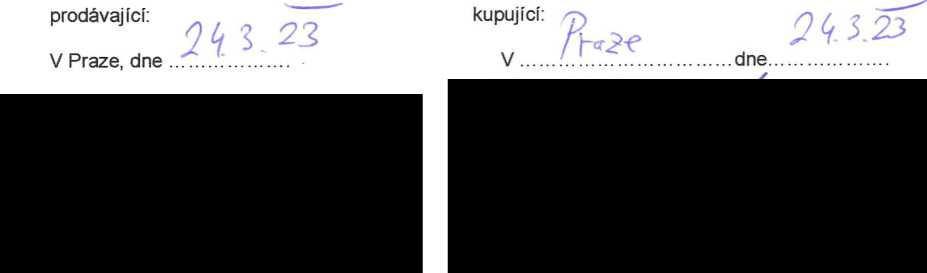 prodávající:
V Praze, dne 24.3.23
kupující:
V Praze dne 24.3.23